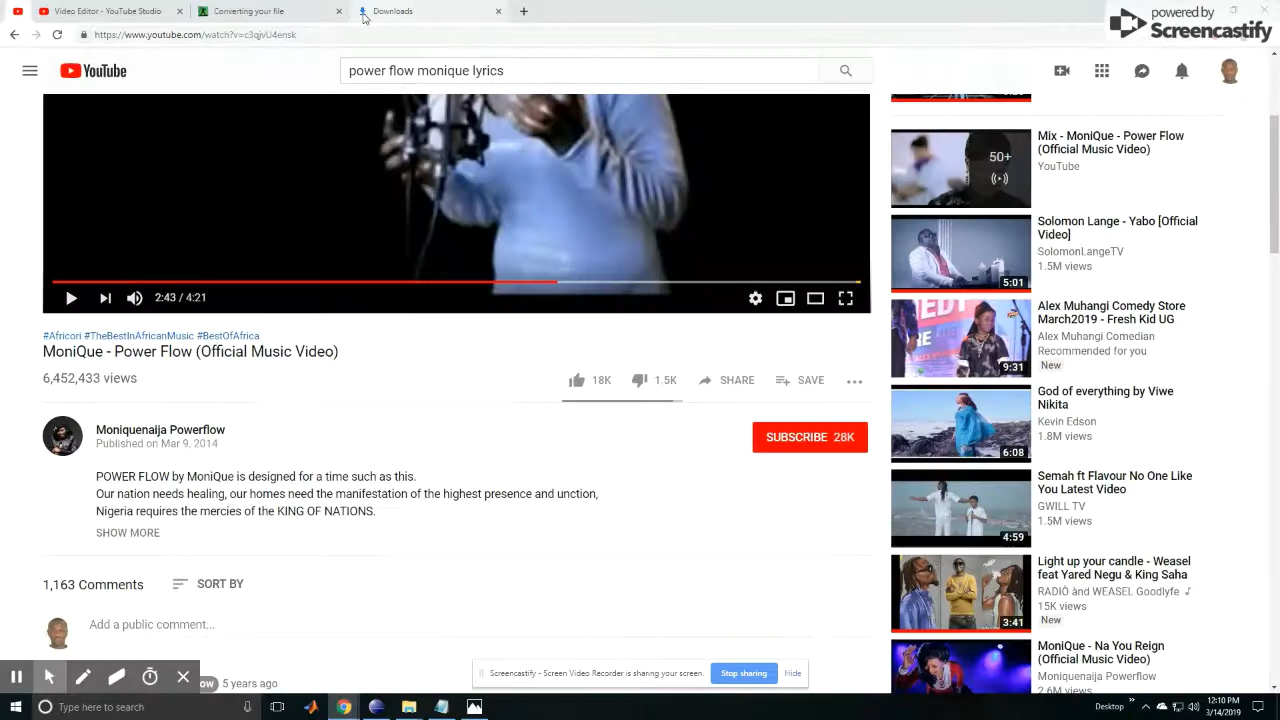 Video Editor - YouTube Studio
Converting your file
Downloads
powered by
Screencastify
https://www.youtube.com/watch?v=c3qjvU4ensk
YouTube
power flow monique lyrics
50+
Mix - MoniQue - Power Flow
(Official Music Video)
YouTube
5:01
Solomon Lange - Yabo [Official
Video]
SolomonLangeTV
1.5M views
9:31
Alex Muhangi Comedy Store
March2019 - Fresh Kid UG
Alex Muhangi Comedian
Recommended for you
New
6:08
God of everything by Viwe
Nikita
Kevin Edson
1.8M views
4:59
Semah ft Flavour No One Like
You Latest Video
GWILL TV
1.5M views
3:41
Light up your candle - Weasel
feat Yared Negu & King Saha
RADIÒ ànd WEASEL Goodlyfe
15K views
New
MoniQue - Na You Reign
(Official Music Video)
Moniquenaija Powerflow
2.6M views
2:43 / 4:21
#Africori #TheBestInAfricanMusic #BestOfAfrica
MoniQue - Power Flow (Official Music Video)
6,452,433 views
18K
1.5K
SHARE
SAVE
Moniquenaija Powerflow
Published on Mar 9, 2014
SUBSCRIBE 28K
POWER FLOW by MoniQue is designed for a time such as this.
Our nation needs healing, our homes need the manifestation of the highest presence and unction,
Nigeria requires the mercies of the KING OF NATIONS.
SHOW MORE
1,163 Comments
SORT BY
Add a public comment...
5 years ago
Screencastify - Screen Video Recorder is sharing your screen.
Stop sharing
Hide
Type here to search
Desktop
12:10 PM
3/14/2019